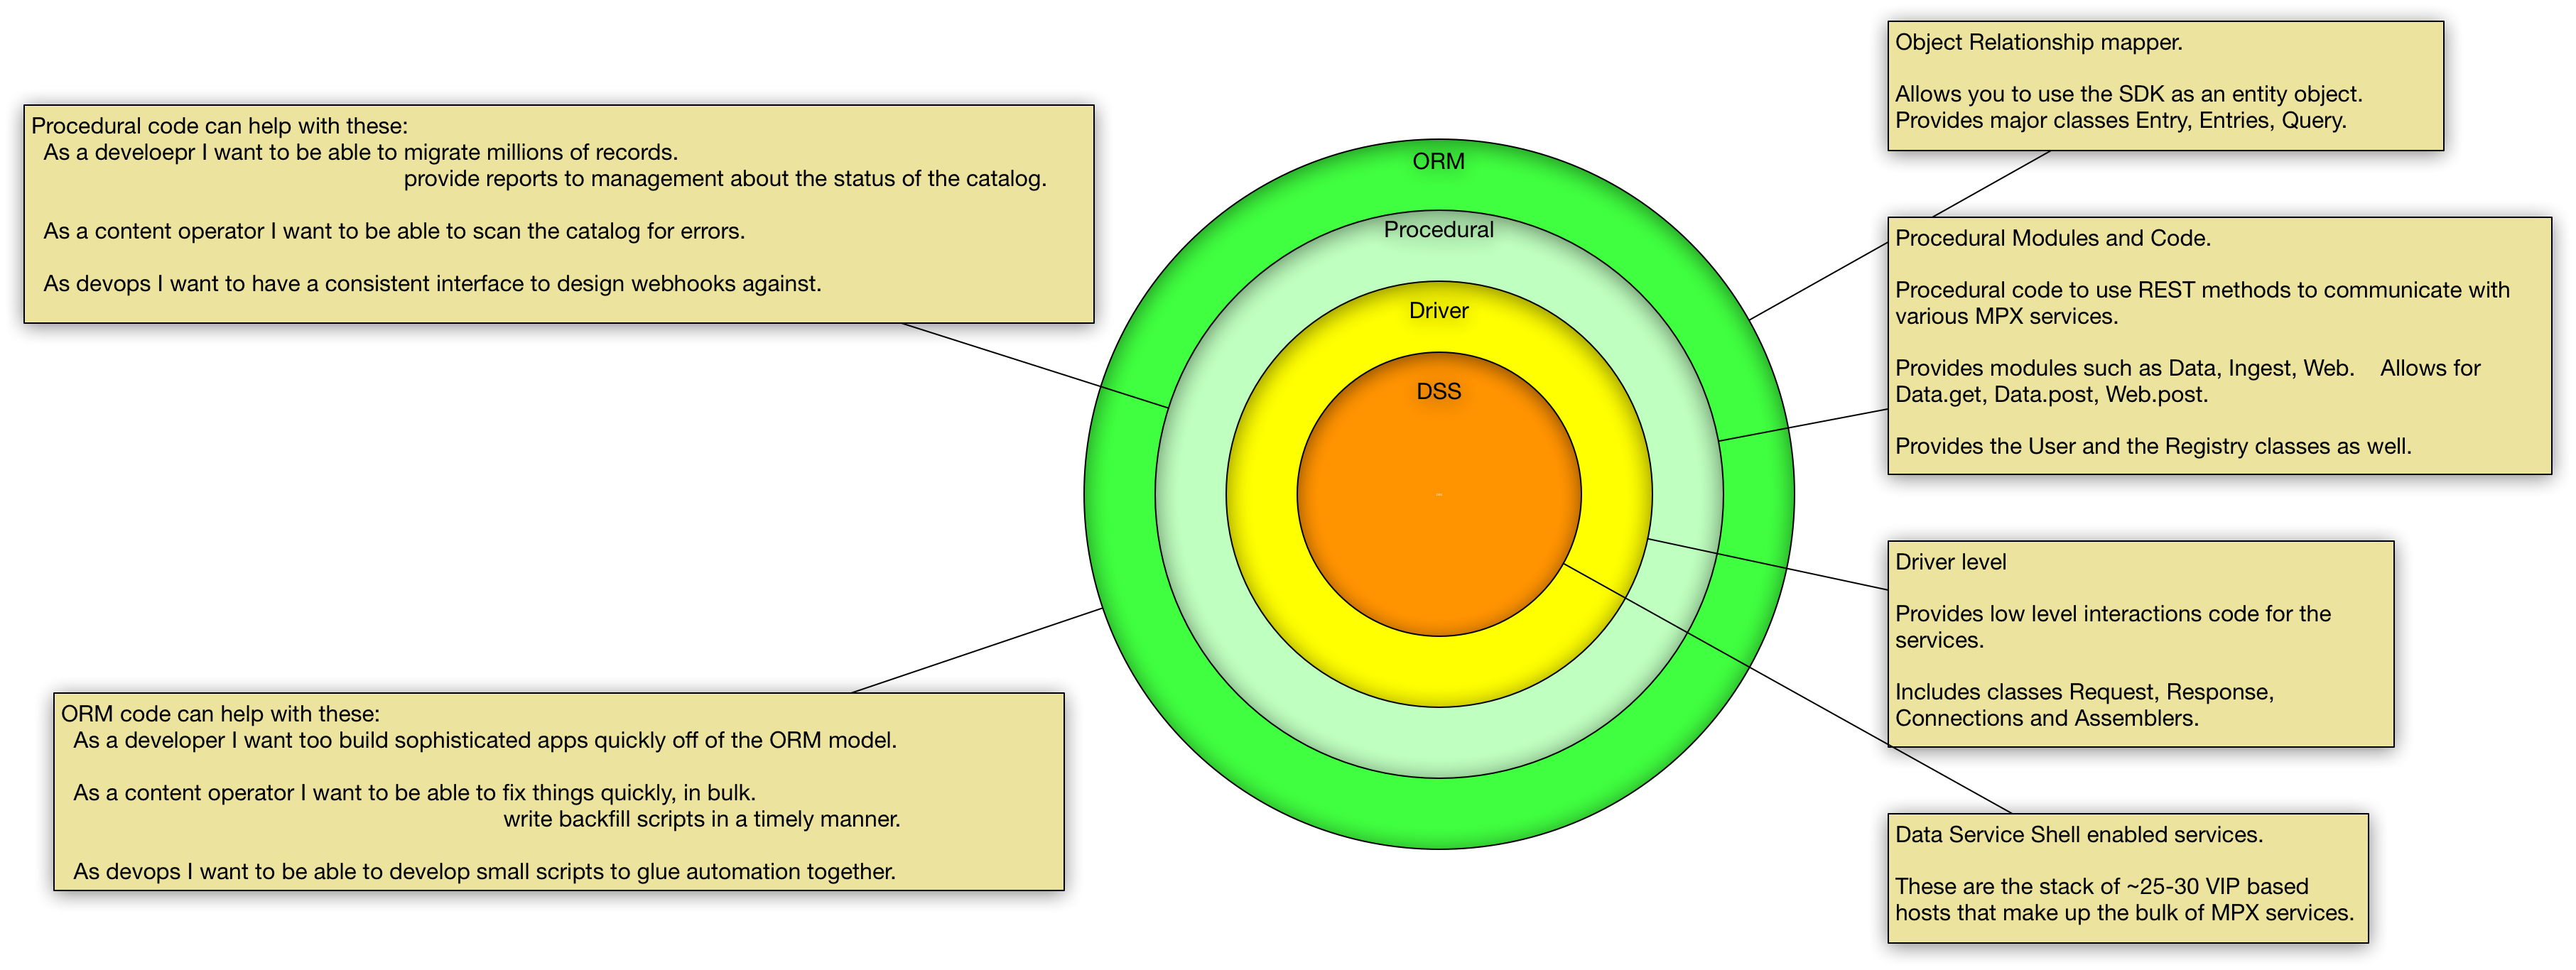 Procedural code can help with these:
As a develoepr I want to be able to migrate millions of records.
provide reports to management about the status of the catalog.
As a content operator I want to be able to scan the catalog for errors.
As devops I want to have a consistent interface to design webhooks against.
ORM code can help with these:
As a developer I want too build sophisticated apps quickly off of the ORM model.
As a content operator I want to be able to fix things quickly, in bulk.
write backfill scripts in a timely manner.
As devops I want to be able to develop small scripts to glue automation together.
ORM
Procedural
Driver
DSS
Object Relationship mapper.
Allows you to use the SDK as an entity object.
Provides major classes Entry, Entries, Query.
Procedural Modules and Code.
Procedural code to use REST methods to communicate with
various MPX services.
Provides modules such as Data, Ingest, Web. Allows for
Data.get, Data.post, Web.post.
Provides the User and the Registry classes as well.
Driver level
Provides low level interactions code for the
services.
Includes classes Request, Response,
Connections and Assemblers.
Data Service Shell enabled services.
These are the stack of ~25-30 VIP based
hosts that make up the bulk of MPX services.